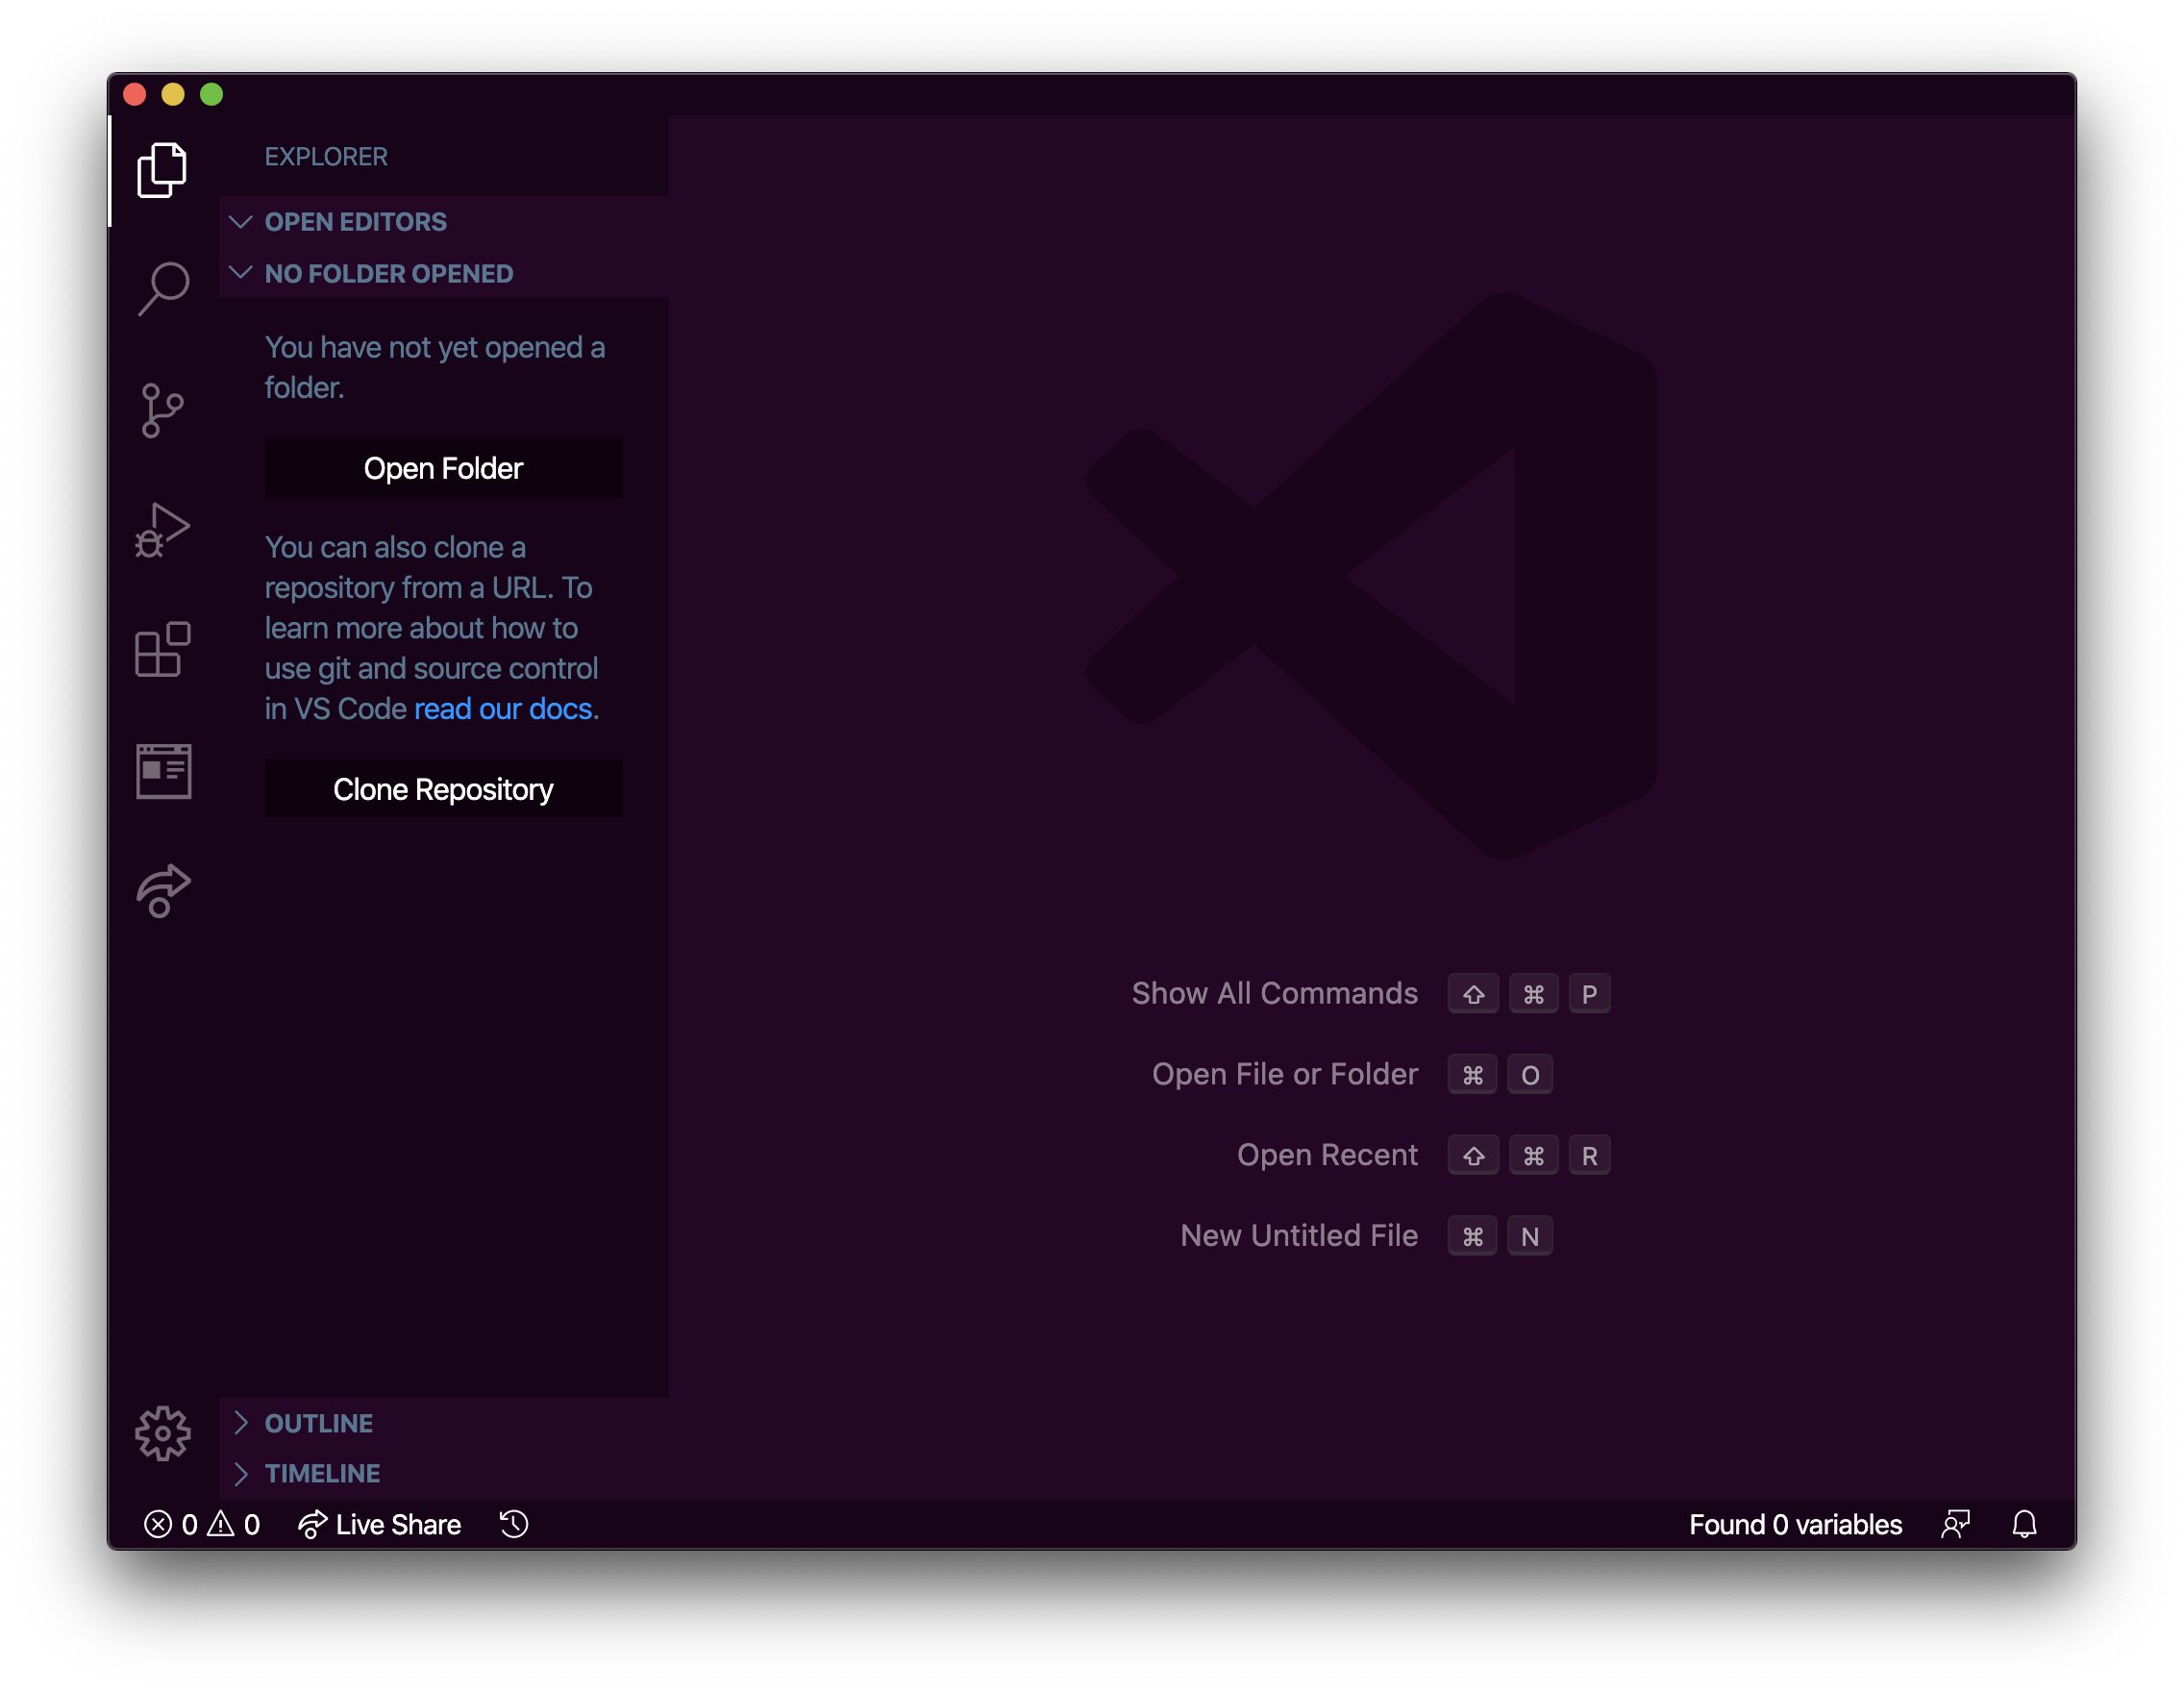 EXPLORER
OPEN EDITORS
NO FOLDER OPENED
You have not yet opened a
folder.
Open Folder
You can also clone a
repository from a URL. To
learn more about how to
use git and source control
in VS Code read our docs.
Clone Repository
OUTLINE
TIMELINE
Show All Commands ⇧ ⌘ P
Open File or Folder ⌘ O
Open Recent ⇧ ⌘ R
New Untitled File ⌘ N
0 0 Live Share
Found 0 variables